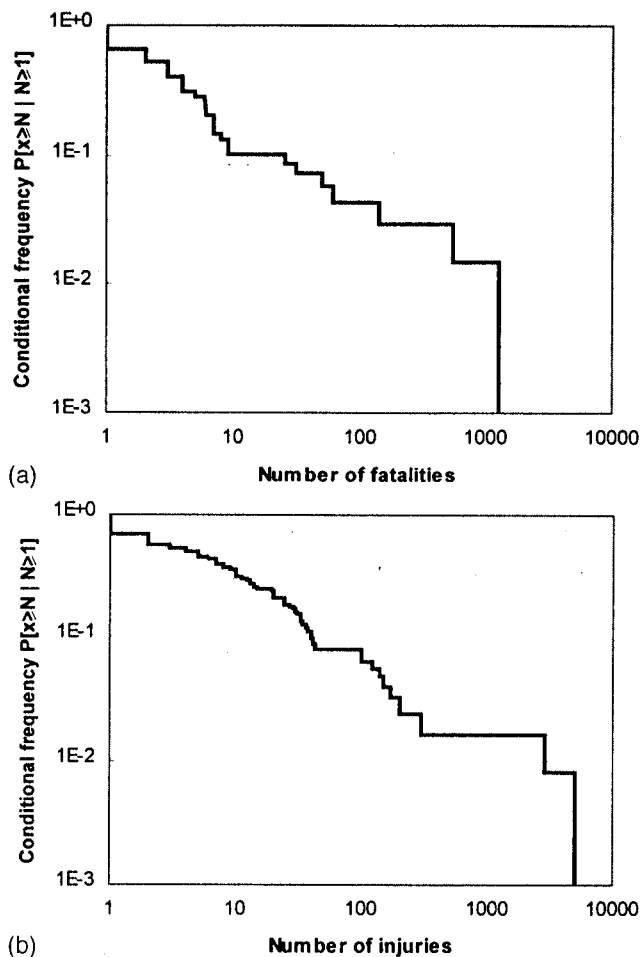 Conditional frequency P[x≥N | N≥1]
1E+0
1E-1
1E-2
1E-3
1 10 100 1000 10000
Number of fatalities
(a)
Conditional frequency P[x≥N | N≥1]
1E+0
1E-1
1E-2
1E-3
1 10 100 1000 10000
Number of injuries
(b)